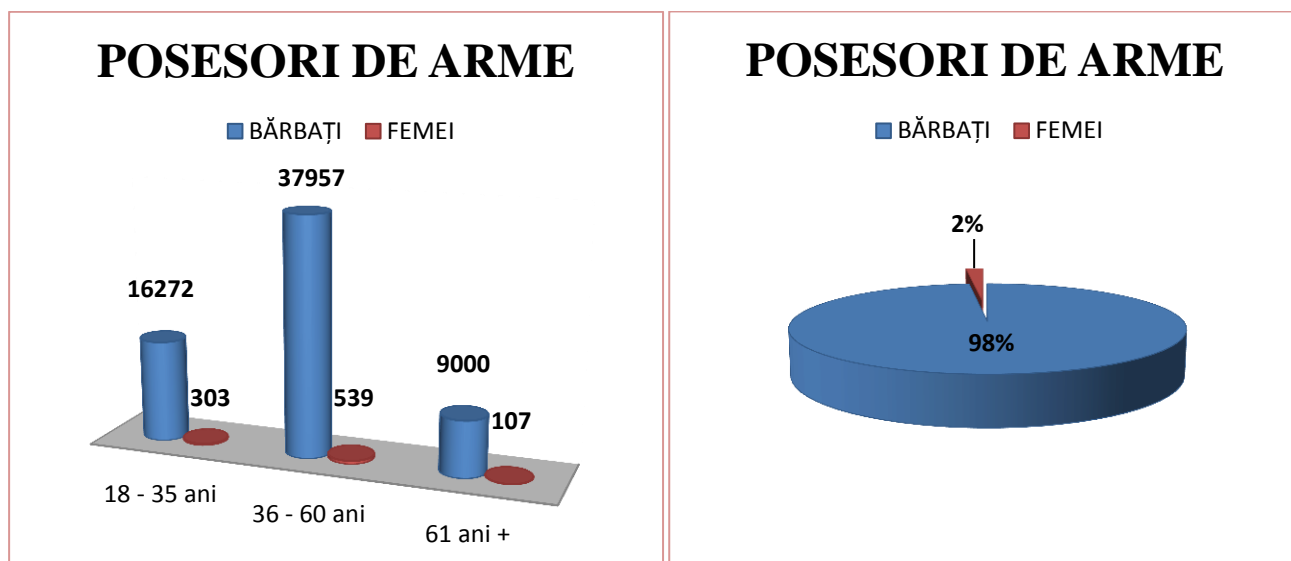 POSESORI DE ARME
BĂRBAȚI FEMEI
37957
16272
9000
303
539
107
18 - 35 ani
36 - 60 ani
61 ani +
POSESORI DE ARME
BĂRBAȚI FEMEI
2%
98%